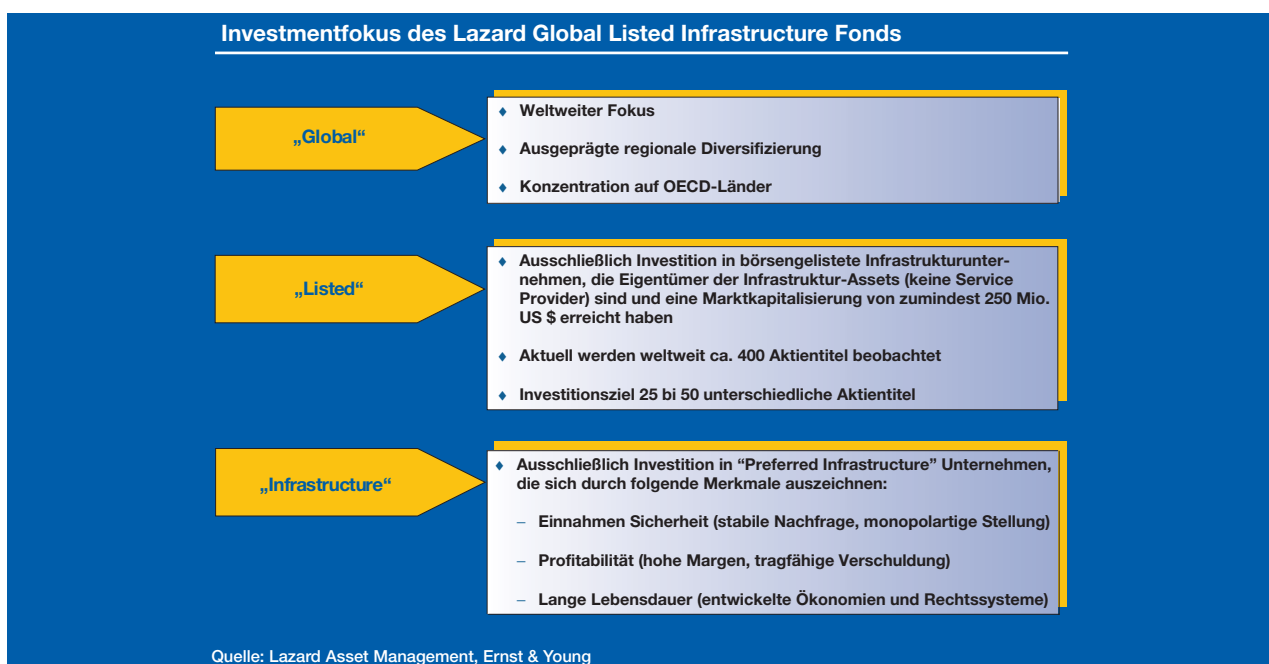 Investmentfokus des Lazard Global Listed Infrastructure Fonds
„Global“
♦ Weltweiter Fokus
♦ Ausgeprägte regionale Diversifizierung
♦ Konzentration auf OECD-Länder
„Listed“
♦ Ausschließlich Investition in börsengelistete Infrastrukturunter-
nehmen, die Eigentümer der Infrastruktur-Assets (keine Service
Provider) sind und eine Marktkapitalisierung von zumindest 250 Mio.
US $ erreicht haben
♦ Aktuell werden weltweit ca. 400 Aktientitel beobachtet
♦ Investitionsziel 25 bi 50 unterschiedliche Aktientitel
„Infrastructure“
♦ Ausschließlich Investition in “Preferred Infrastructure” Unternehmen,
die sich durch folgende Merkmale auszeichnen:
– Einnahmen Sicherheit (stabile Nachfrage, monopolartige Stellung)
– Profitabilität (hohe Margen, tragfähige Verschuldung)
– Lange Lebensdauer (entwickelte Ökonomien und Rechtssysteme)
Quelle: Lazard Asset Management, Ernst & Young